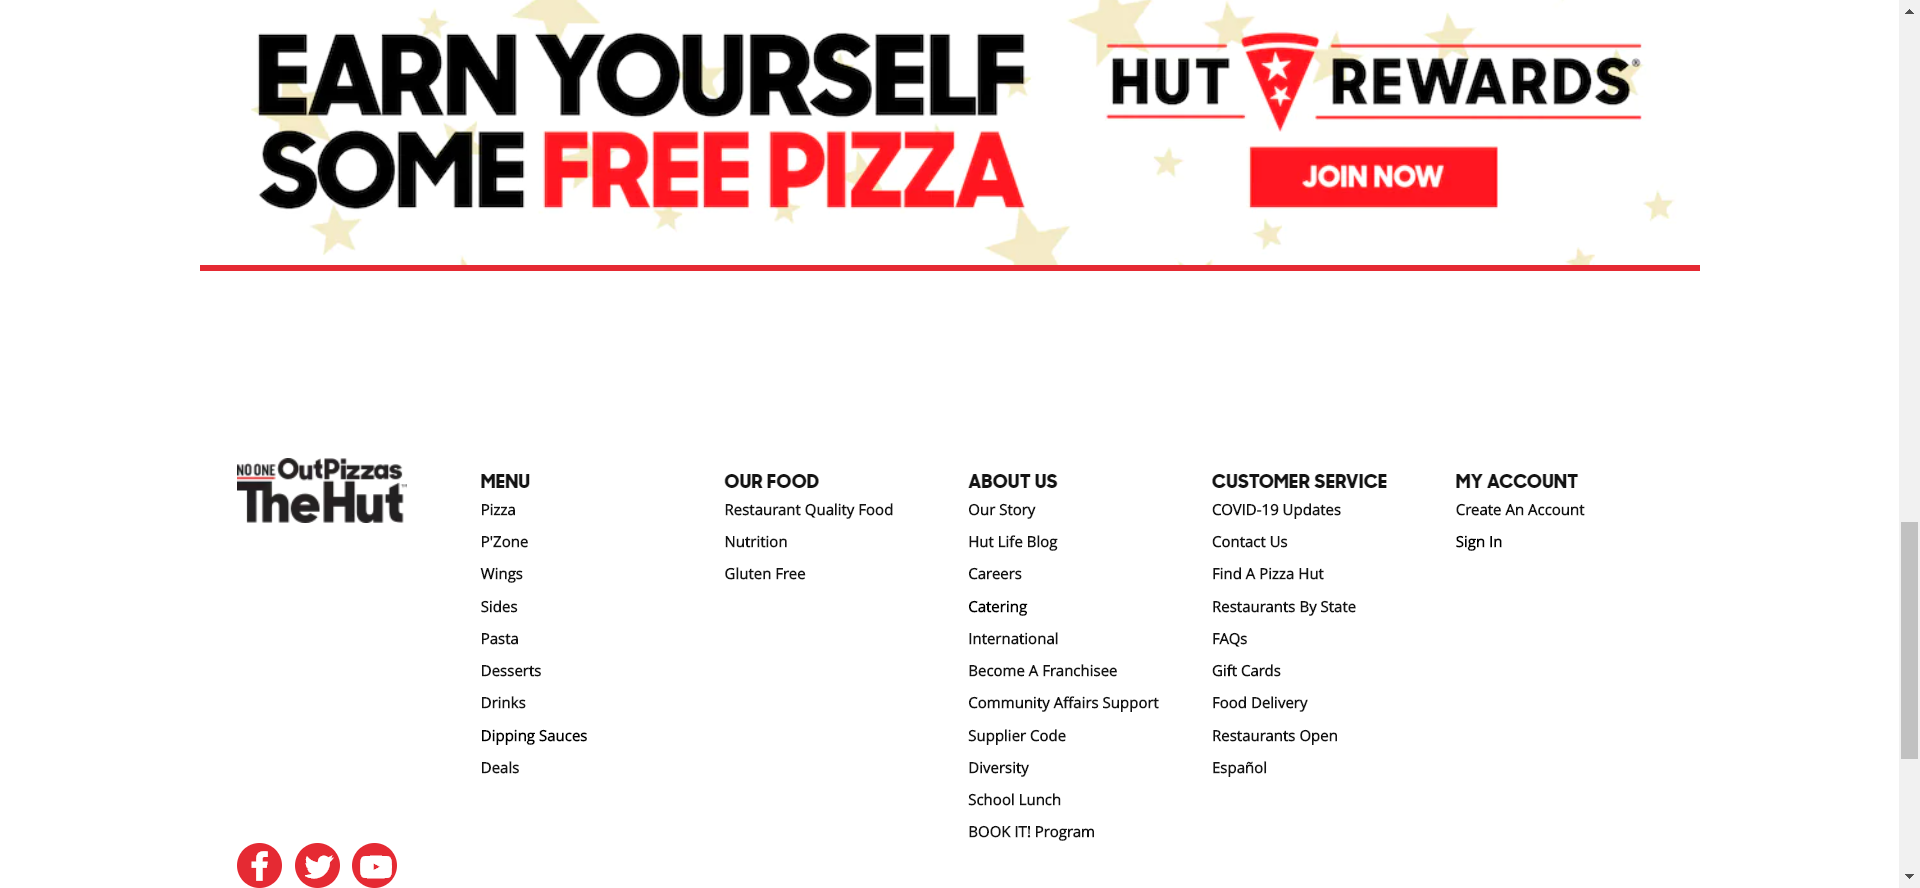 EARN YOURSELF
SOME FREE PIZZA
HUT REWARDS®
JOIN NOW
NO ONE OutPizzas
TheHut™
MENU
Pizza
P'Zone
Wings
Sides
Pasta
Desserts
Drinks
Dipping Sauces
Deals
OUR FOOD
Restaurant Quality Food
Nutrition
Gluten Free
ABOUT US
Our Story
Hut Life Blog
Careers
Catering
International
Become A Franchisee
Community Affairs Support
Supplier Code
Diversity
School Lunch
BOOK IT! Program
CUSTOMER SERVICE
COVID-19 Updates
Contact Us
Find A Pizza Hut
Restaurants By State
FAQs
Gift Cards
Food Delivery
Restaurants Open
Español
MY ACCOUNT
Create An Account
Sign In